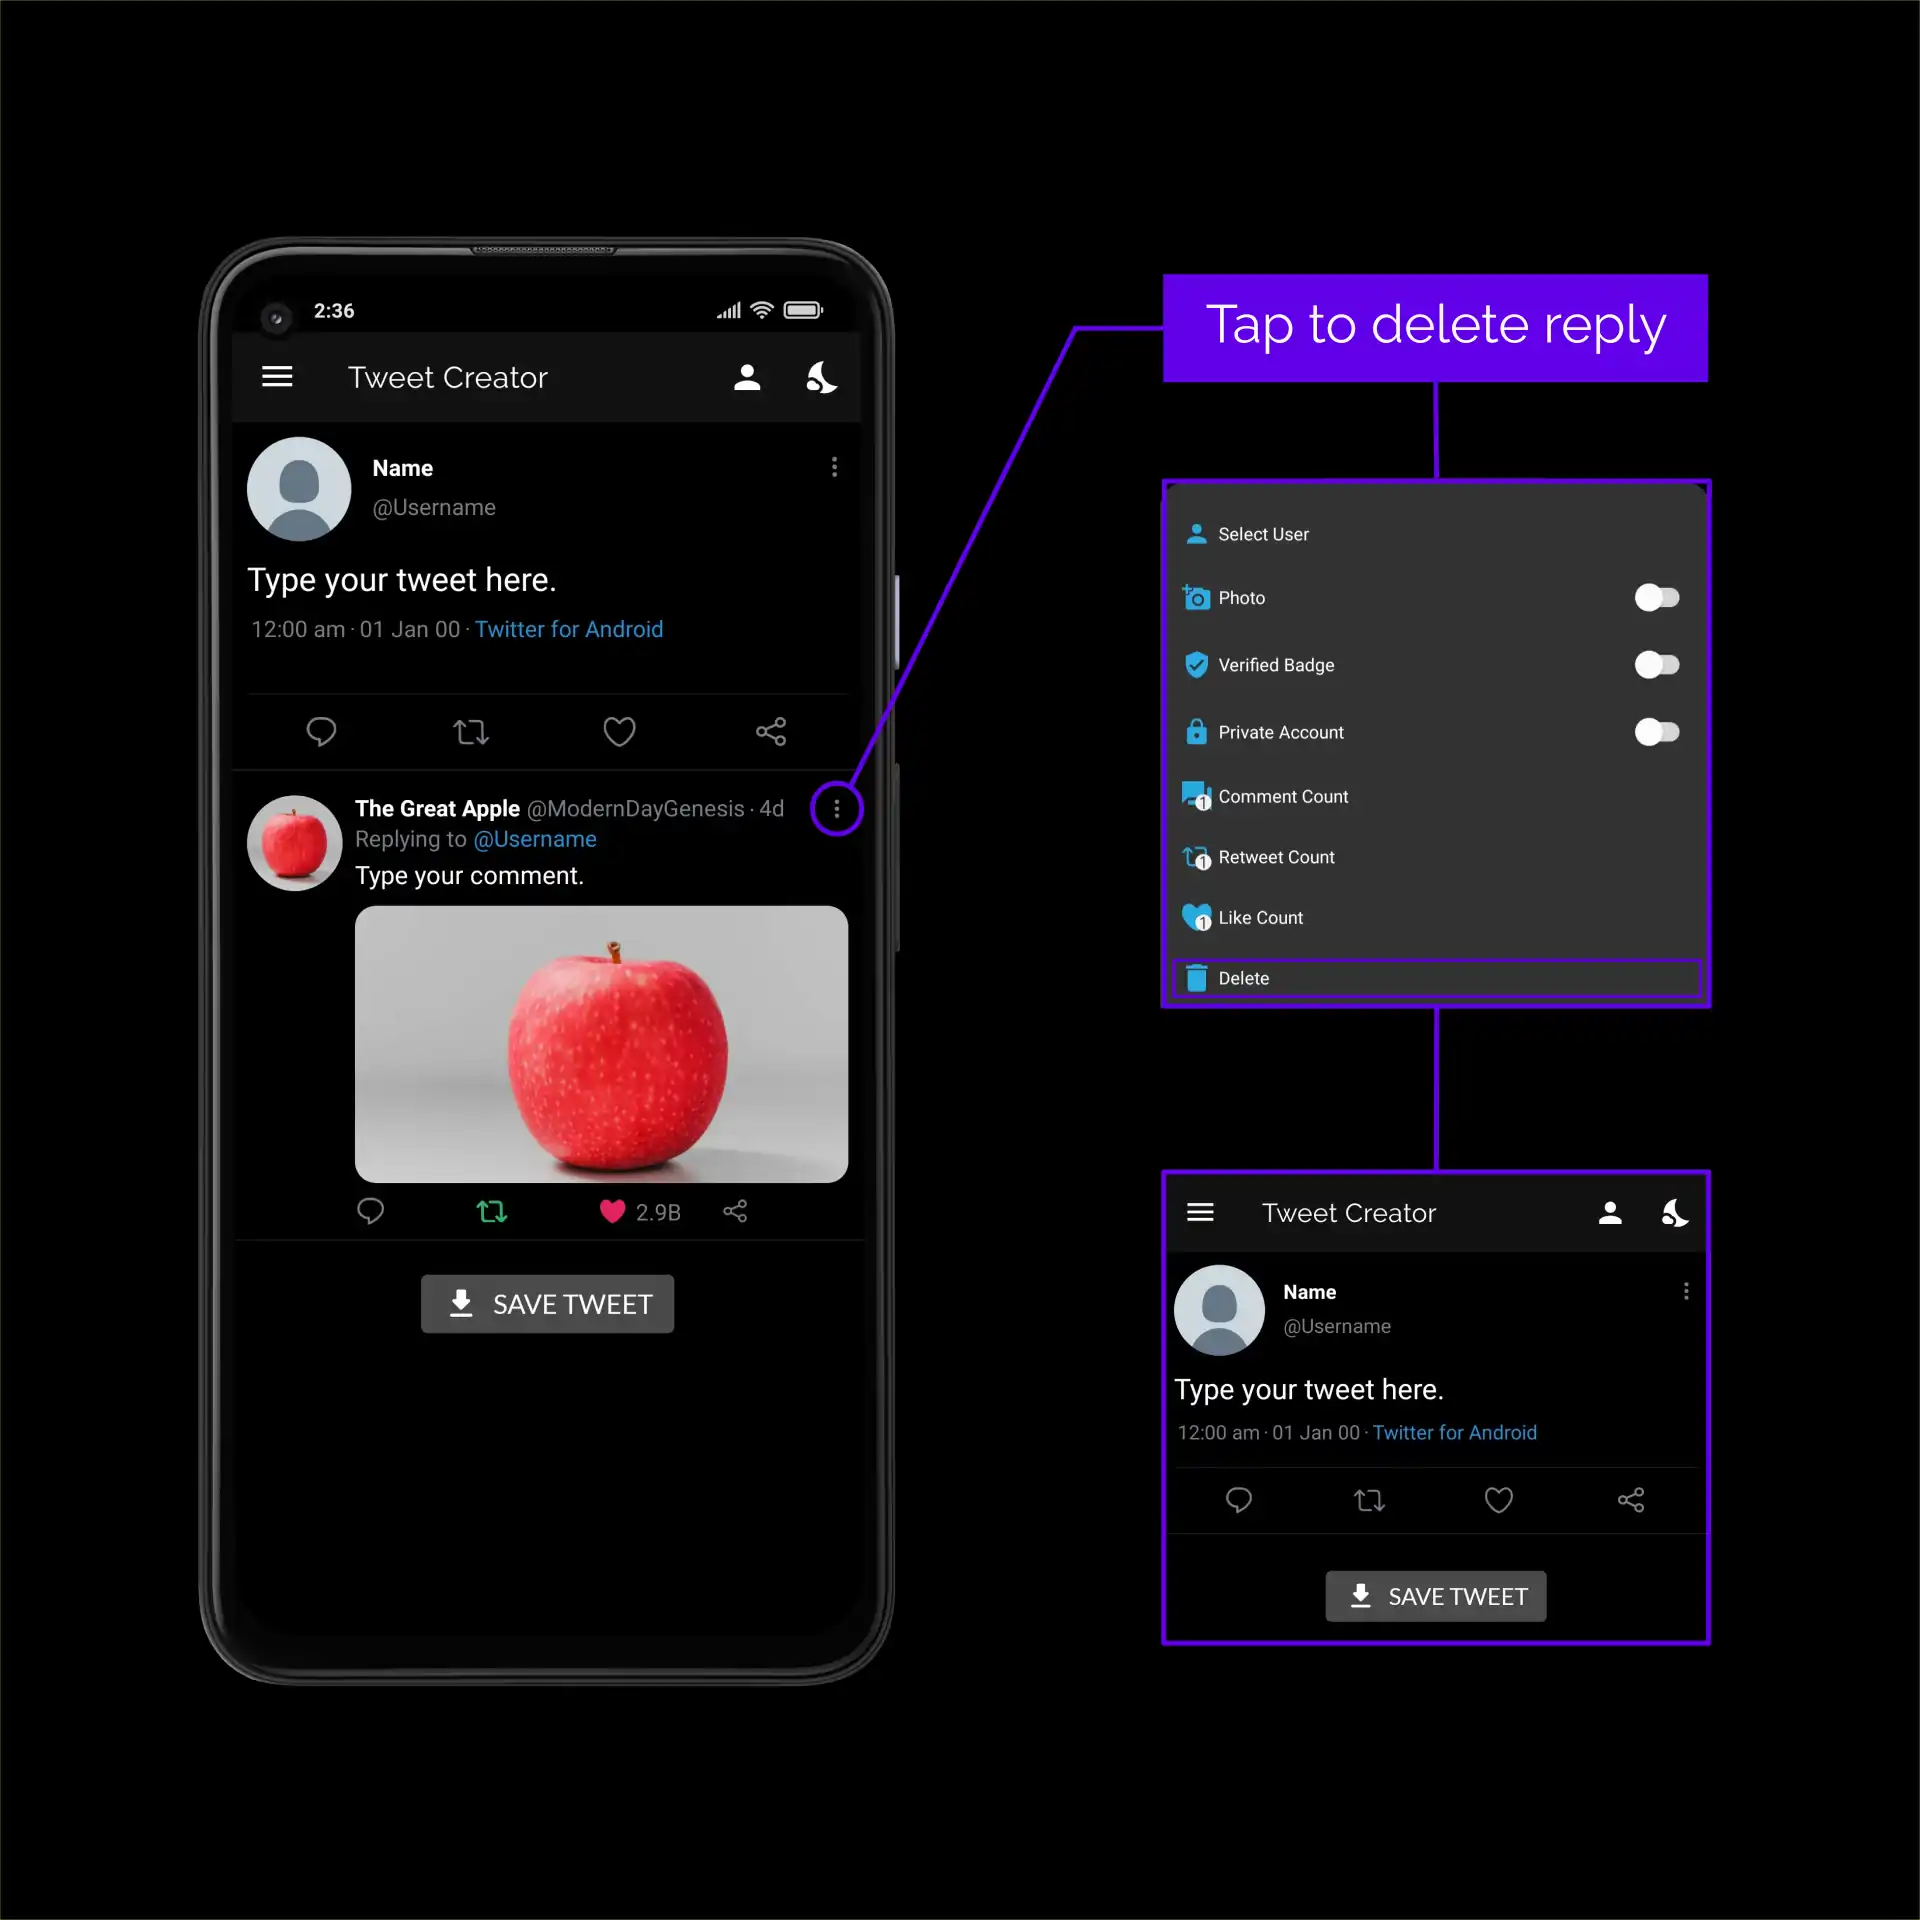 2:36
Tweet Creator
Name
@Username
Type your tweet here.
12:00 am · 01 Jan 00 · Twitter for Android
The Great Apple @ModernDayGenesis · 4d
Replying to @Username
Type your comment.
2.9B
SAVE TWEET
Tap to delete reply
Select User
Photo
Verified Badge
Private Account
1 Comment Count
1 Retweet Count
1 Like Count
Delete
Tweet Creator
Name
@Username
Type your tweet here.
12:00 am · 01 Jan 00 · Twitter for Android
SAVE TWEET